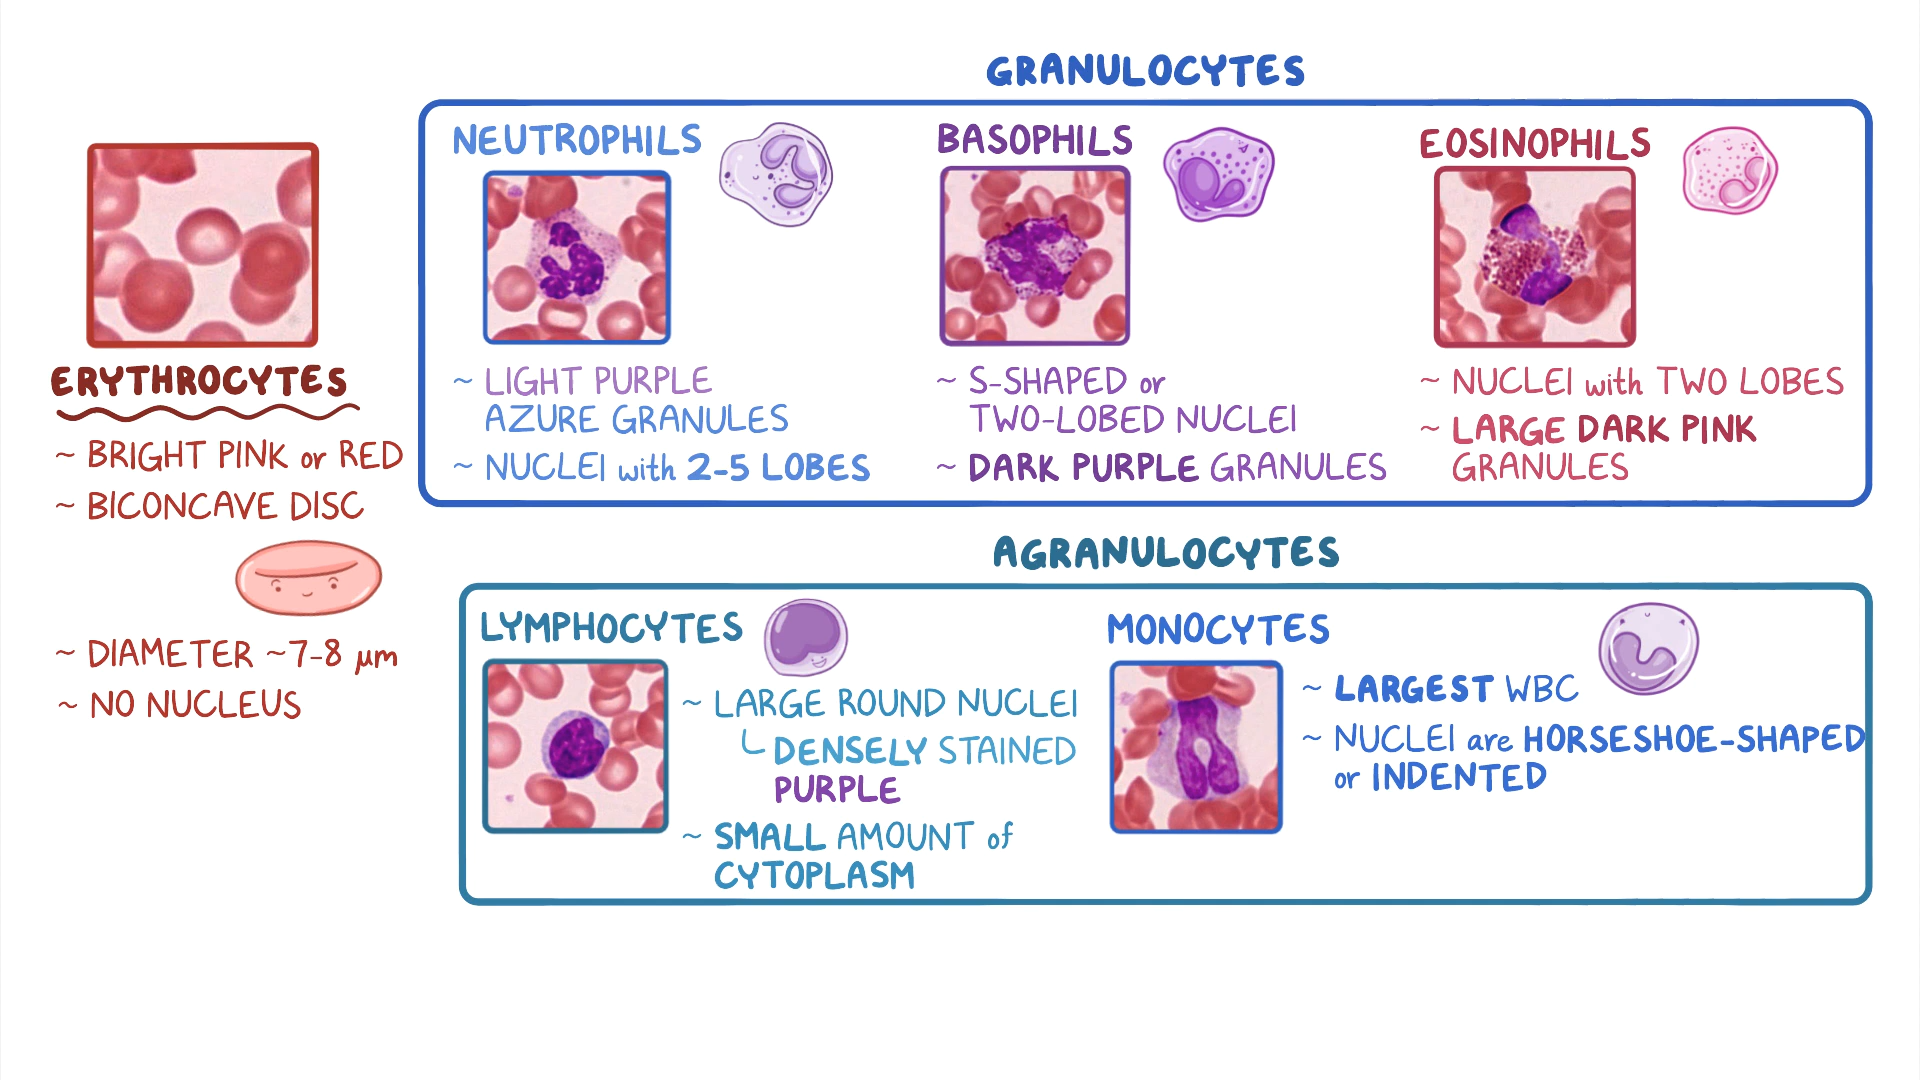 ERYTHROCYTES
~ BRIGHT PINK or RED
~ BICONCAVE DISC
~ DIAMETER ~7-8 µm
~ NO NUCLEUS
GRANULOCYTES
NEUTROPHILS
~ LIGHT PURPLE
AZURE GRANULES
~ NUCLEI with 2-5 LOBES
BASOPHILS
~ S-SHAPED or
TWO-LOBED NUCLEI
~ DARK PURPLE GRANULES
EOSINOPHILS
~ NUCLEI with TWO LOBES
~ LARGE DARK PINK
GRANULES
AGRANULOCYTES
LYMPHOCYTES
~ LARGE ROUND NUCLEI
DENSELY STAINED
PURPLE
~ SMALL AMOUNT of
CYTOPLASM
MONOCYTES
~ LARGEST WBC
~ NUCLEI are HORSESHOE-SHAPED
or INDENTED